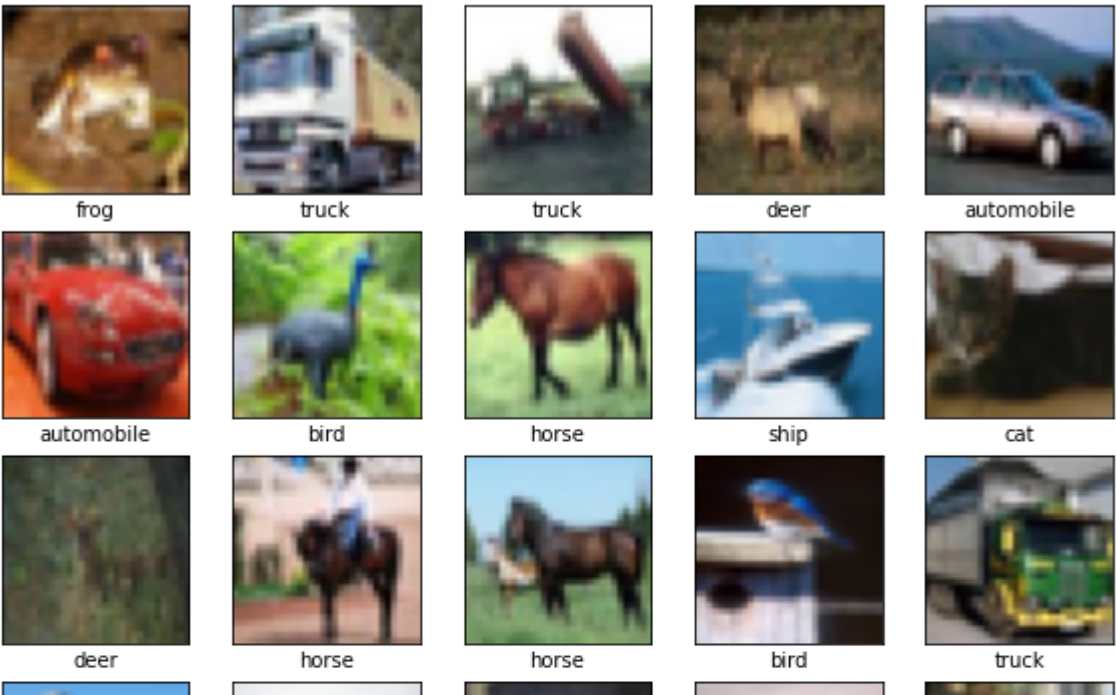 frog truck truck deer automobile
automobile bird horse ship cat
deer horse horse bird truck